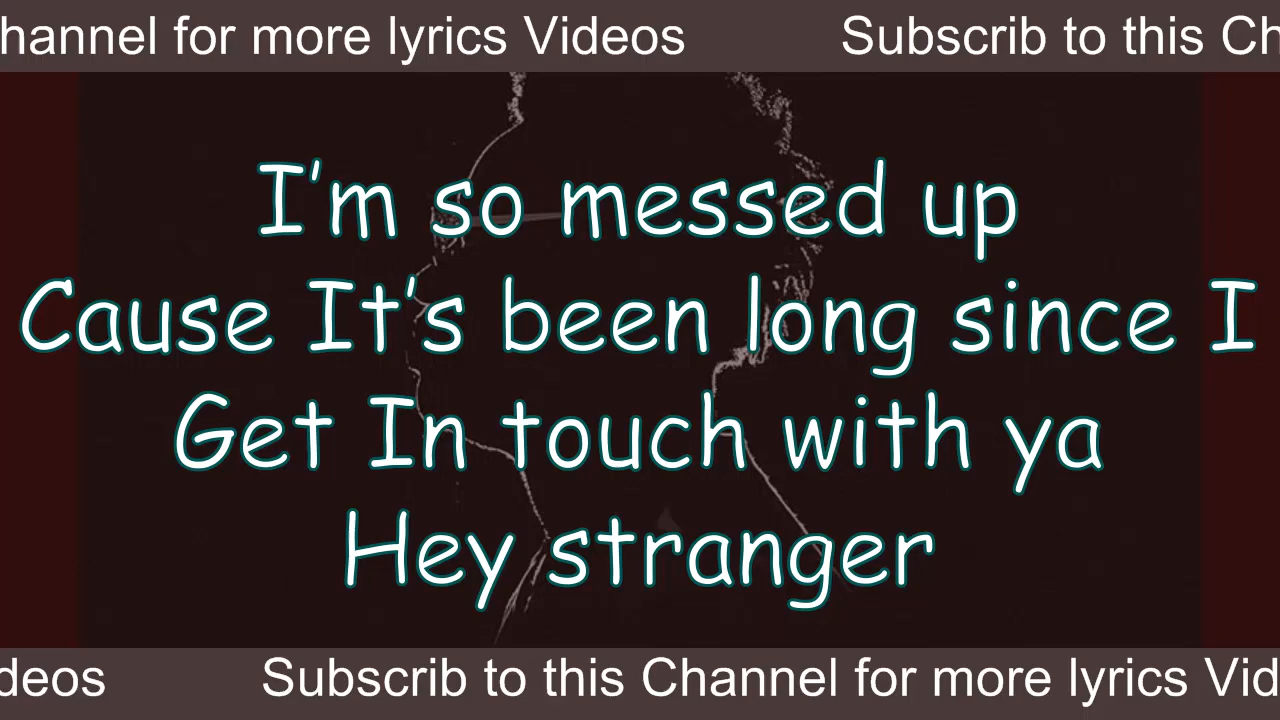 hannel for more lyrics Videos Subscrib to this Ch
I'm so messed up
Cause It's been long since I
Get In touch with ya
Hey stranger
deos Subscrib to this Channel for more lyrics Vid